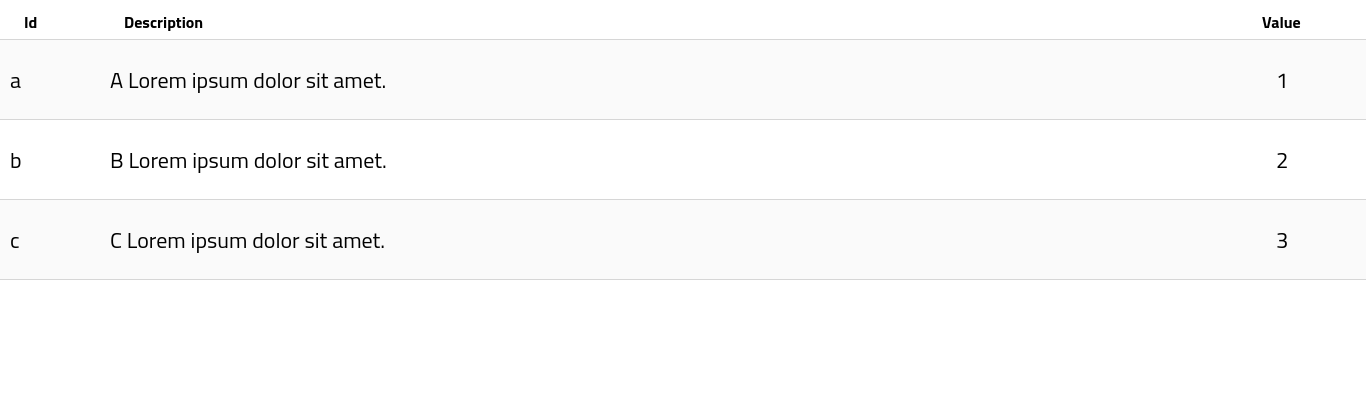 Id Description Value
a A Lorem ipsum dolor sit amet. 1
b B Lorem ipsum dolor sit amet. 2
c C Lorem ipsum dolor sit amet. 3